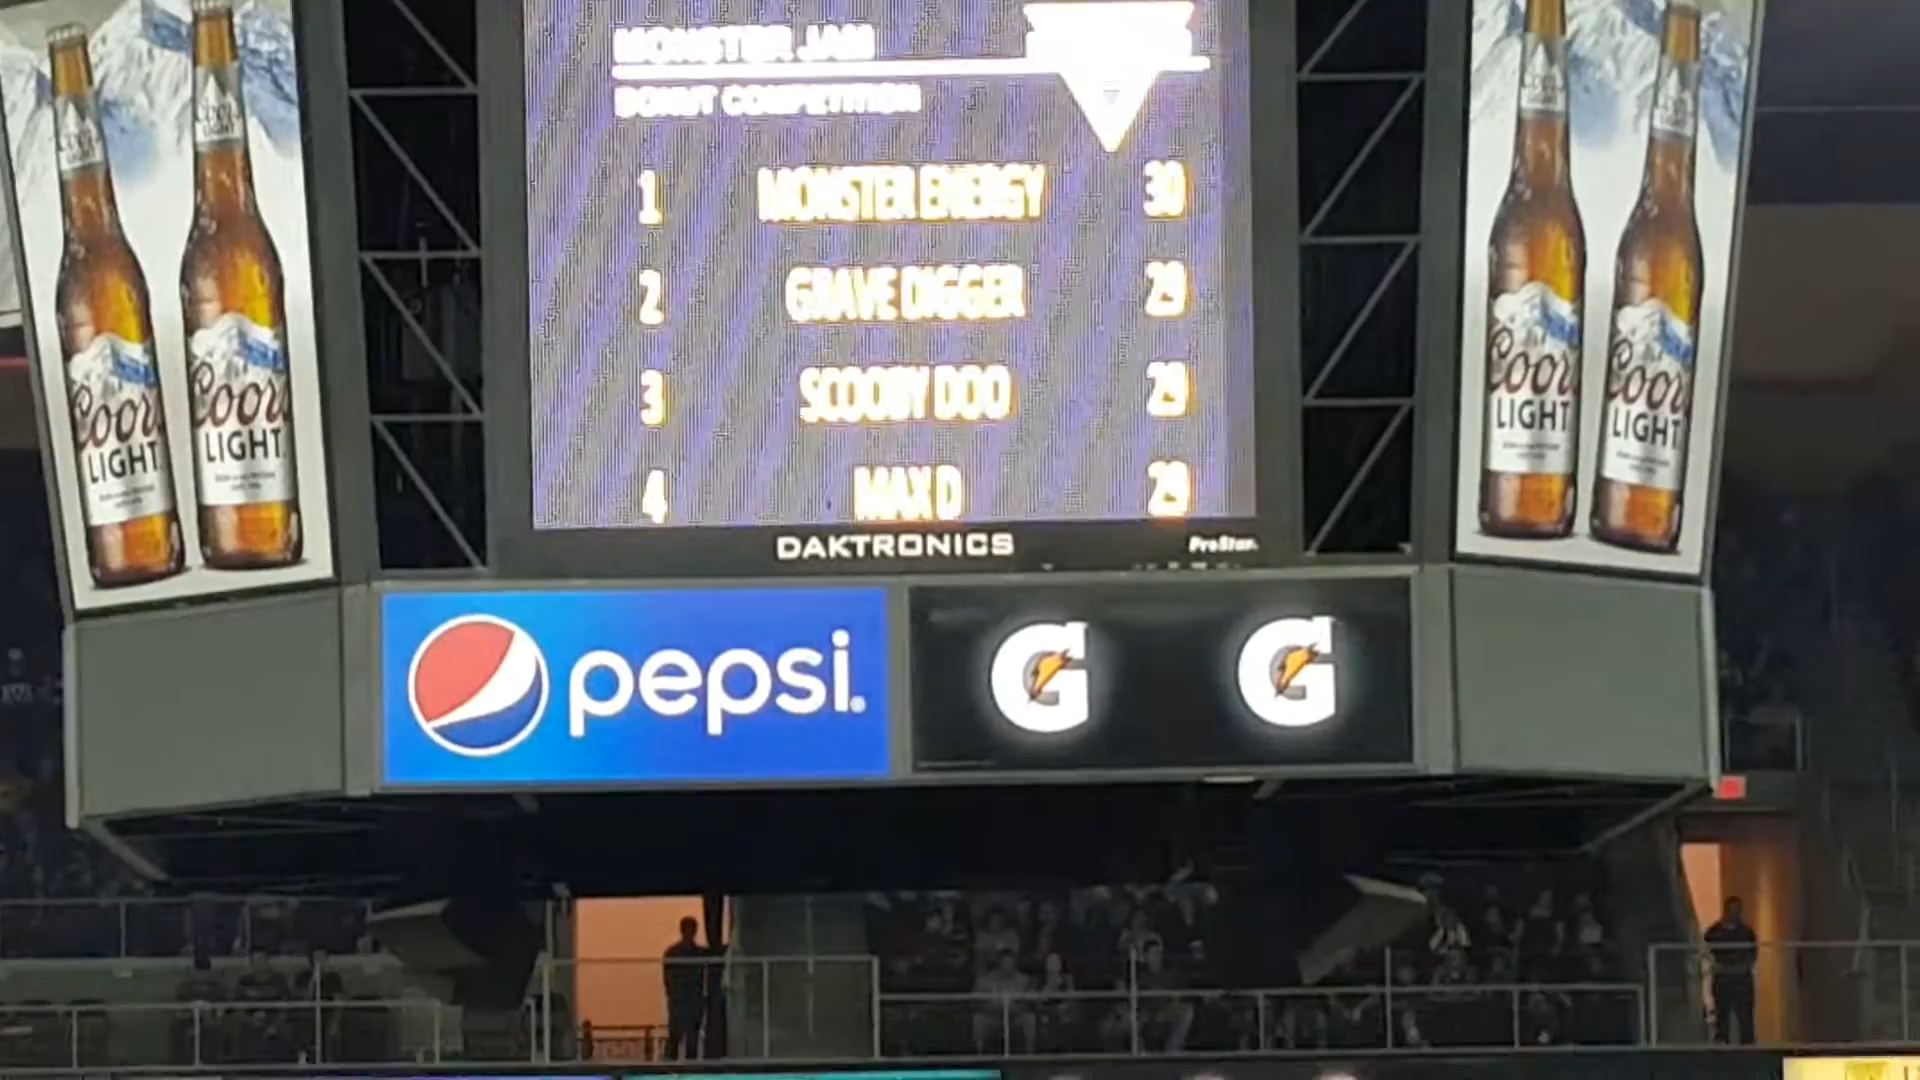 MONSTER JAM
DONUT COMPETITION
1 MONSTER ENERGY 30
2 GRAVE DIGGER 29
3 SCOOBY DOO 29
4 MAX D 29
DAKTRONICS ProStar
pepsi.
G G
Coors LIGHT
Coors LIGHT
Coors LIGHT
Coors LIGHT